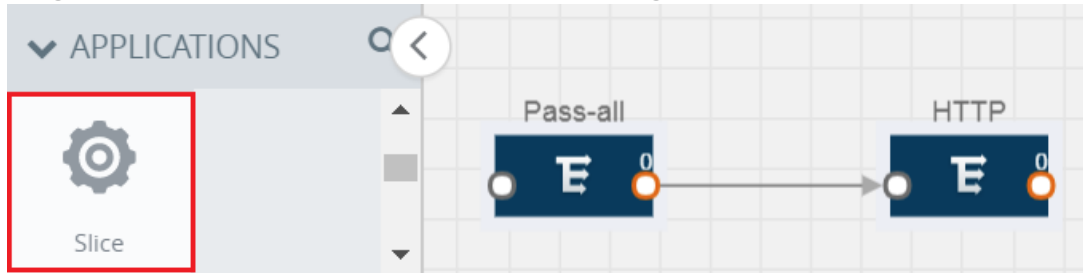 APPLICATIONS
Slice
Pass-all
0
HTTP
0